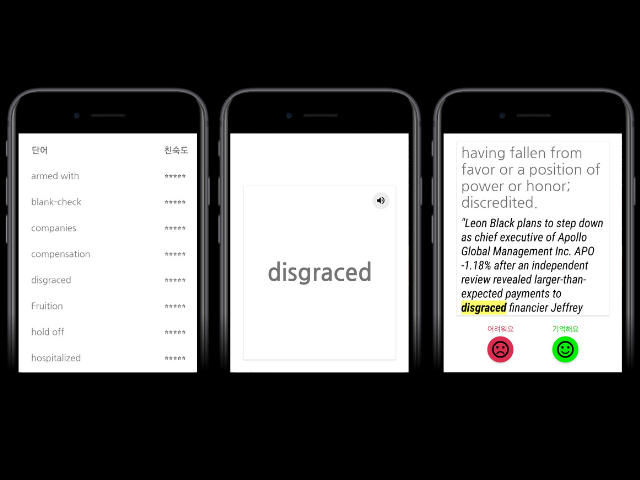 단어 친숙도
armed with *****
blank-check *****
companies *****
compensation *****
disgraced *****
Fruition *****
hold off *****
hospitalized *****
disgraced
having fallen from
favor or a position of
power or honor;
discredited.
"Leon Black plans to step down
as chief executive of Apollo
Global Management Inc. APO
-1.18% after an independent
review revealed larger-than-
expected payments to
disgraced financier Jeffrey
어려워요 기억해요